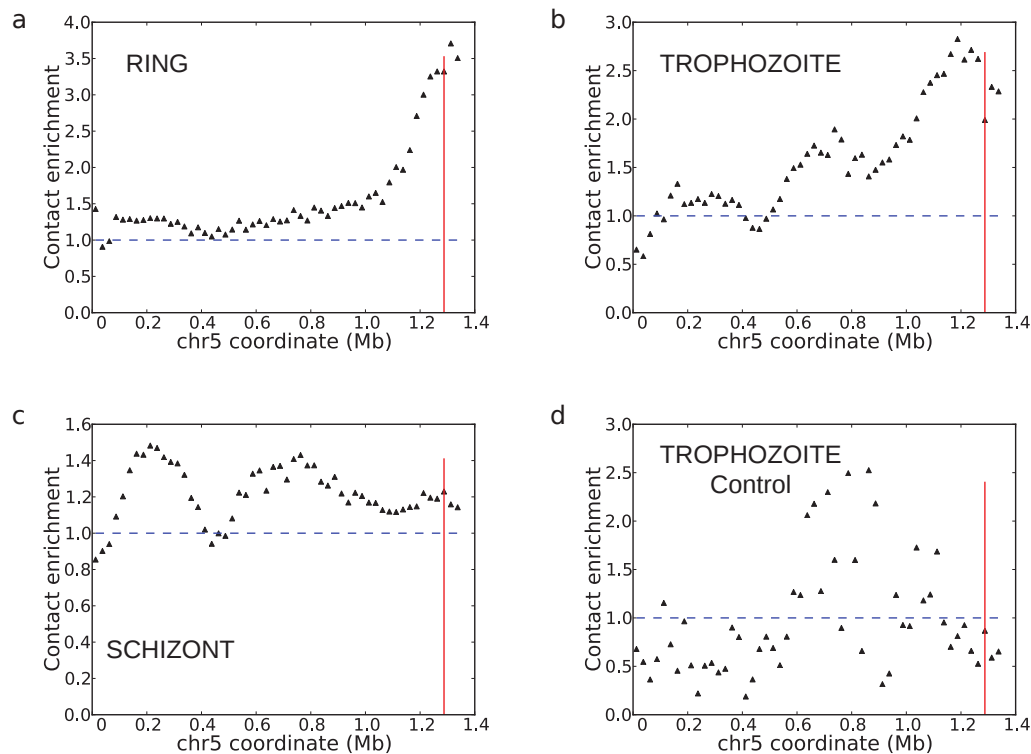 a
RING
Contact enrichment
4.0
3.5
3.0
2.5
2.0
1.5
1.0
0.5
0.0
0 0.2 0.4 0.6 0.8 1.0 1.2 1.4
chr5 coordinate (Mb)
b
TROPHOZOITE
Contact enrichment
3.0
2.5
2.0
1.5
1.0
0.5
0.0
0 0.2 0.4 0.6 0.8 1.0 1.2 1.4
chr5 coordinate (Mb)
c
SCHIZONT
Contact enrichment
1.6
1.4
1.2
1.0
0.8
0.6
0.4
0.2
0.0
0 0.2 0.4 0.6 0.8 1.0 1.2 1.4
chr5 coordinate (Mb)
d
TROPHOZOITE
Control
Contact enrichment
3.0
2.5
2.0
1.5
1.0
0.5
0.0
0 0.2 0.4 0.6 0.8 1.0 1.2 1.4
chr5 coordinate (Mb)